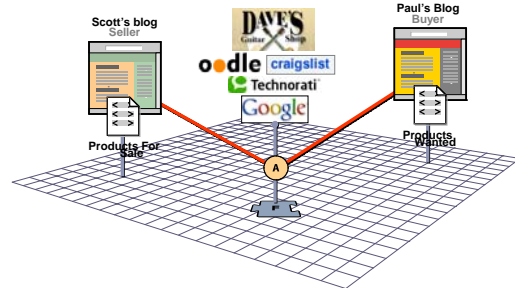 Scott's blog
Seller
Paul's Blog
Buyer
DAVE'S
Guitar Shop
oodle craigslist
Technorati
Google
Products For
Sale
Products
Wanted
A